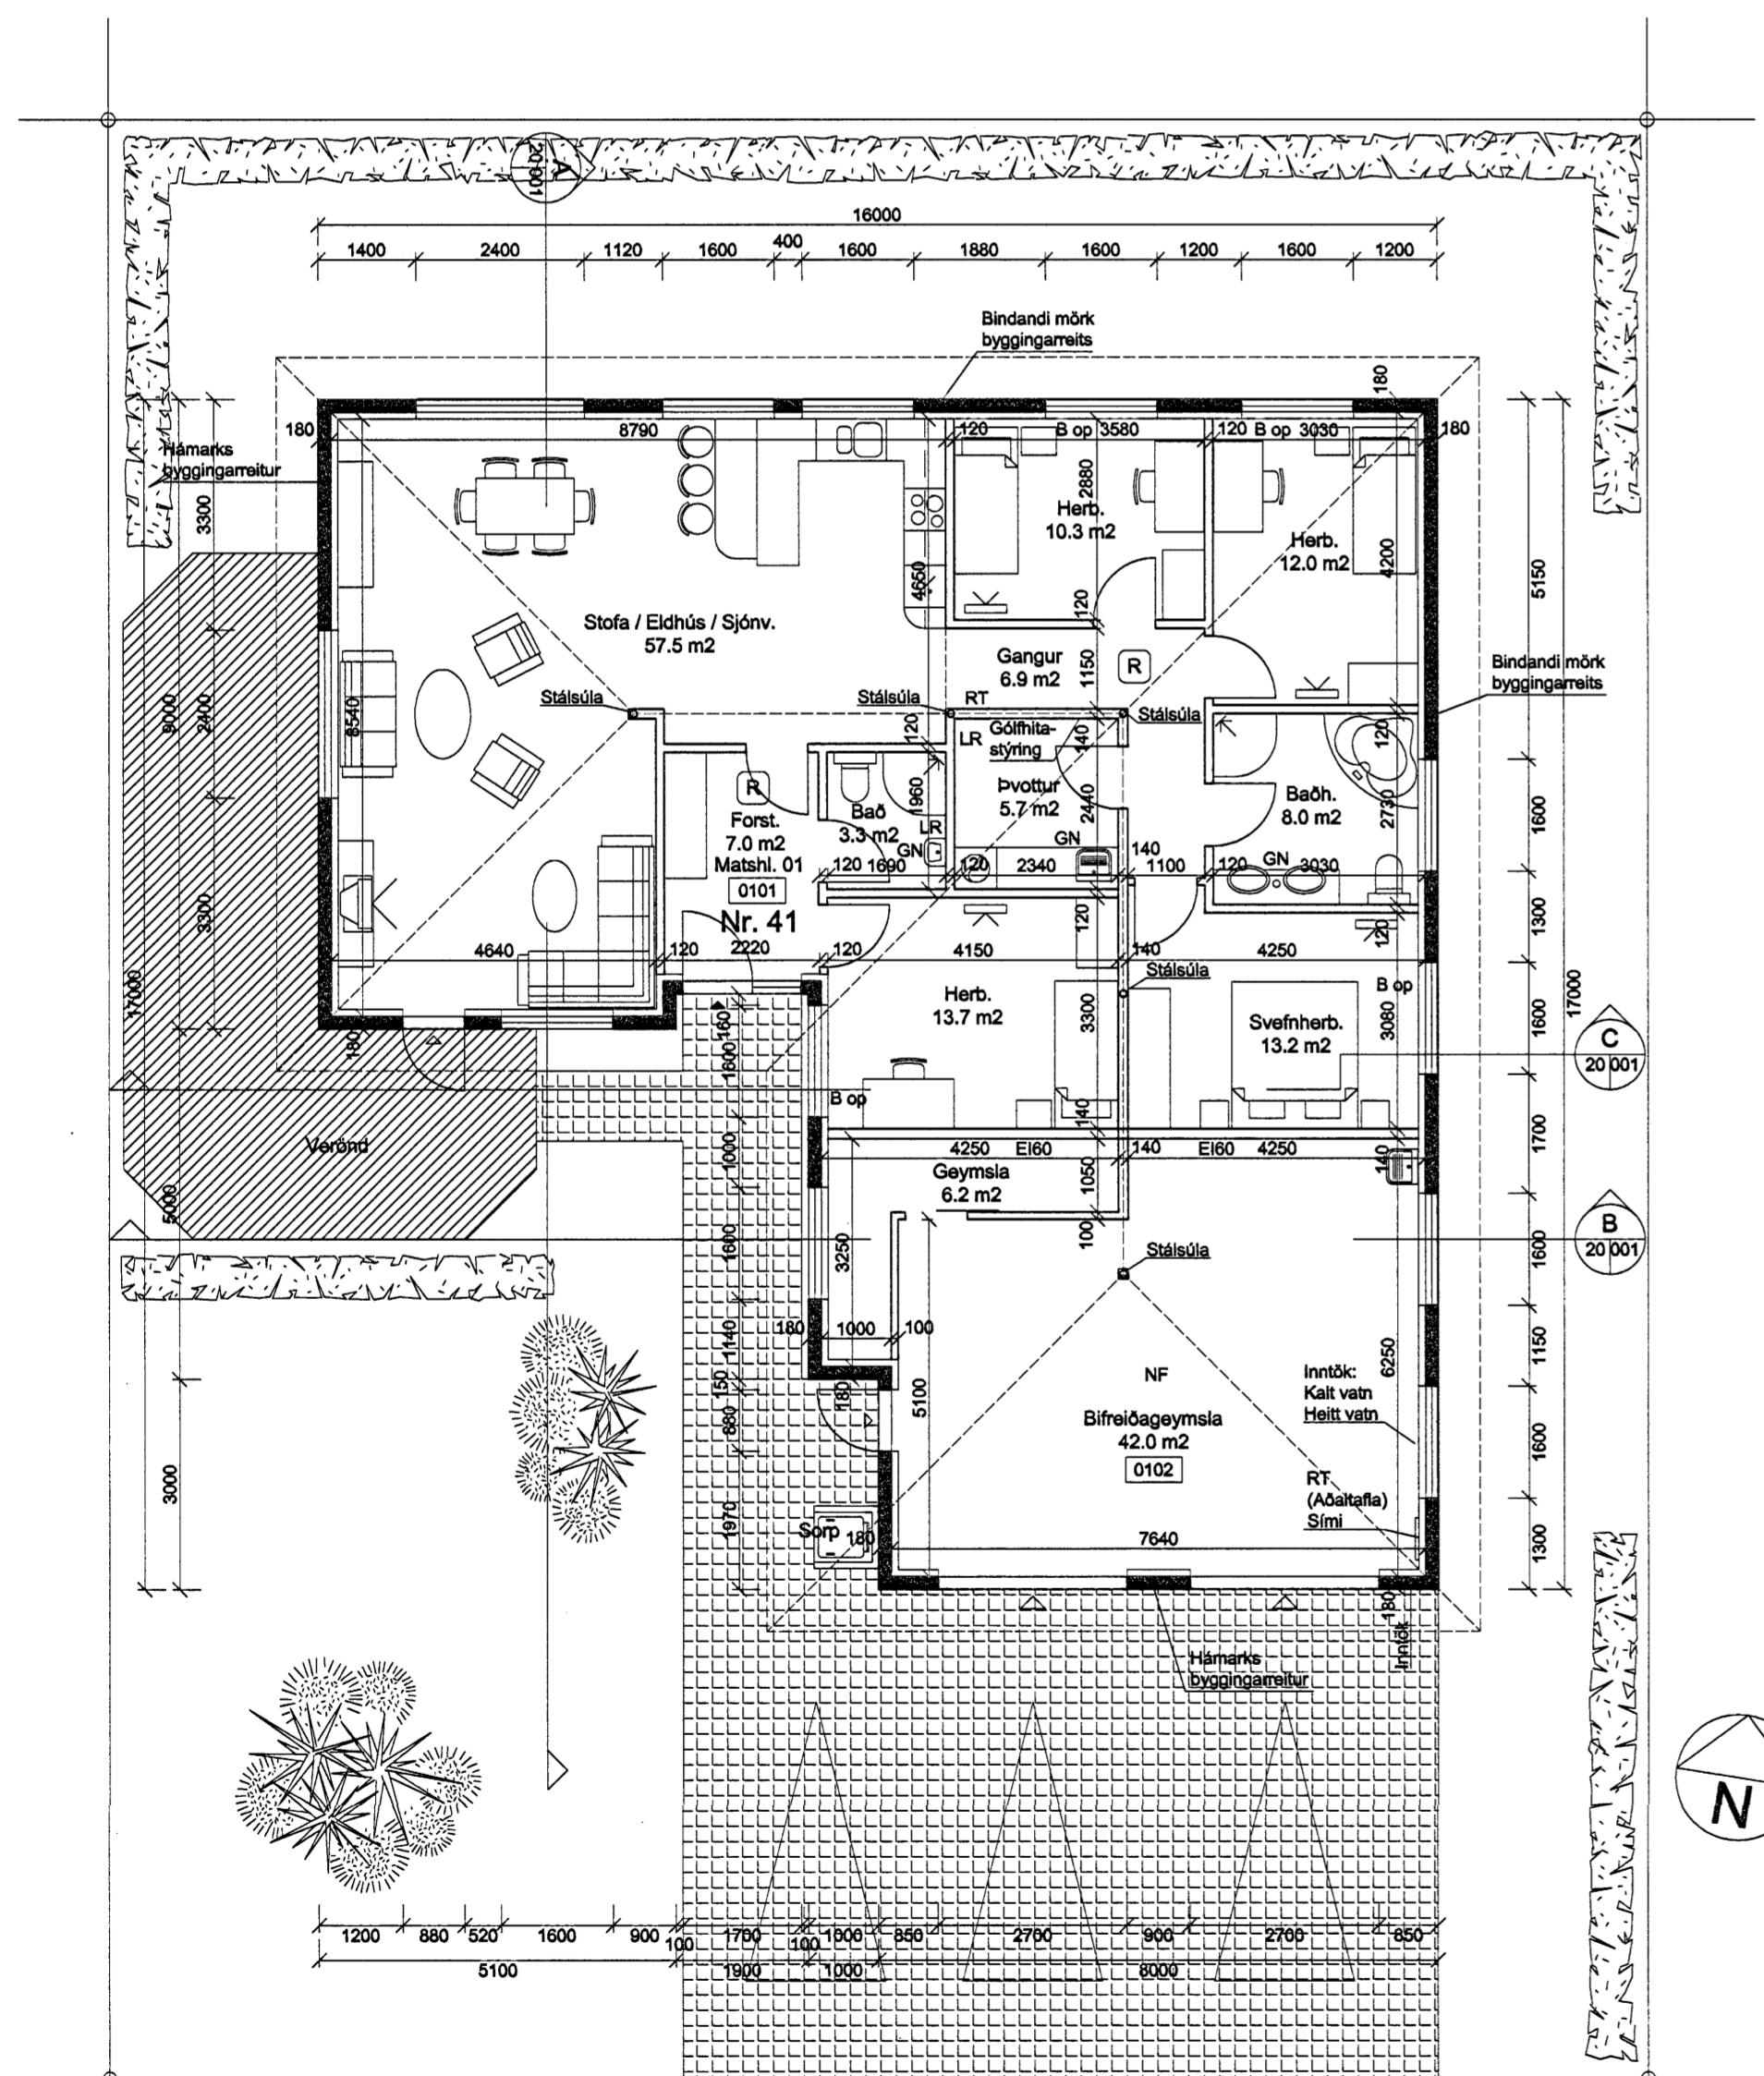 A
20 001
16000
1400 2400 1120 1600 400 1600 1880 1600 1200 1600 1200
Bindandi mörk
byggingarreits
180
180 8790 120 B op 3580 120 B op 3030 180
Hámarks
byggingarreitur
3300
2880
Herb.
10.3 m2
Herb.
12.0 m2
4200
5150
4650
120
Stofa / Eldhús / Sjónv.
57.5 m2
Gangur
6.9 m2
1150
R
Bindandi mörk
byggingarreits
9000
2400
8540
Stálsúla
Stálsúla
RT
Stálsúla
120
LR
Gólfhita-
stýring
140
120
R
Forst.
7.0 m2
Matshl. 01
0101
Nr. 41
Bað
3.3 m2
1960
LR
GN
Þvottur
5.7 m2
2440
GN
Baðh.
8.0 m2
2730
1600
140
120 1690 120 2340 1100 120 GN 3030
3300
120
120
1300
4640 120 2220 120 4150 140 4250
17000
Stálsúla
B op
Herb.
13.7 m2
3300
Svefnherb.
13.2 m2
3080
1600
17000
C
20 001
180
160
1600
B op
140
1700
Verönd
1000
4250 EI60 140 EI60 4250
140
Geymsla
6.2 m2
1050
5000
1600
3250
100
Stálsúla
1600
B
20 001
180 1000 100
1140
6250
1150
NF
Inntök:
Kalt vatn
Heitt vatn
150
180
5100
880
Bifreiðageymsla
42.0 m2
0102
1600
3000
1970
RT
(Aðaltafla)
Sími
Sorp
180
7640
1300
180
Inntök
Hámarks
byggingarreitur
N
1200 880 520 1600 900 100 1700 100 1000 850 2700 900 2700 850
5100 1900 1000 8000